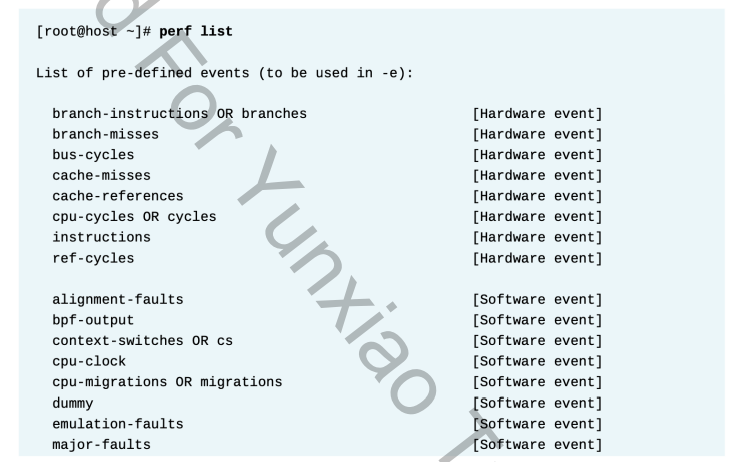 [root@host ~]# perf list
List of pre-defined events (to be used in -e):
branch-instructions OR branches [Hardware event]
branch-misses [Hardware event]
bus-cycles [Hardware event]
cache-misses [Hardware event]
cache-references [Hardware event]
cpu-cycles OR cycles [Hardware event]
instructions [Hardware event]
ref-cycles [Hardware event]
alignment-faults [Software event]
bpf-output [Software event]
context-switches OR cs [Software event]
cpu-clock [Software event]
cpu-migrations OR migrations [Software event]
dummy [Software event]
emulation-faults [Software event]
major-faults [Software event]
d For Yunxiao T